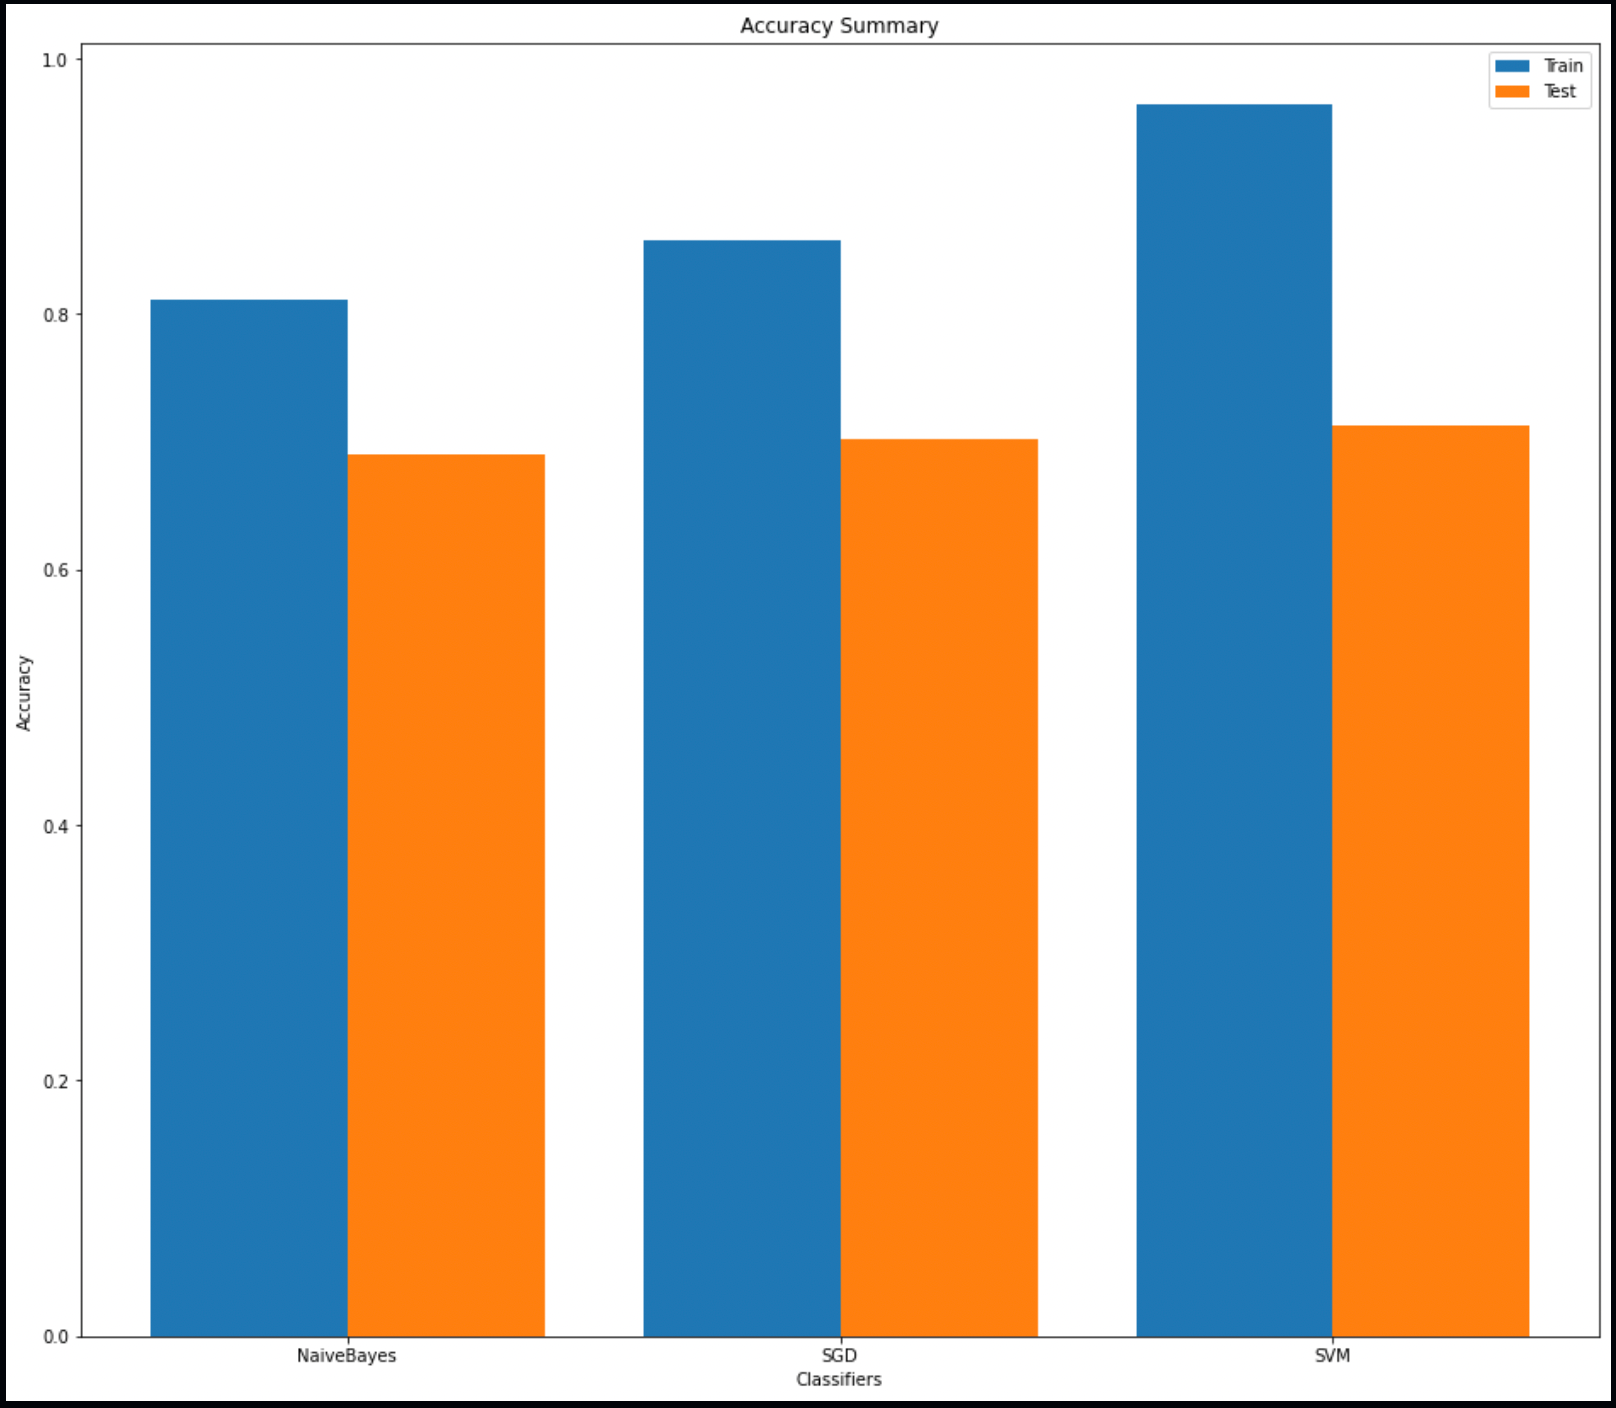 Accuracy Summary
Train
Test
1.0
0.8
0.6
0.4
0.2
0.0
Accuracy
NaiveBayes
SGD
SVM
Classifiers